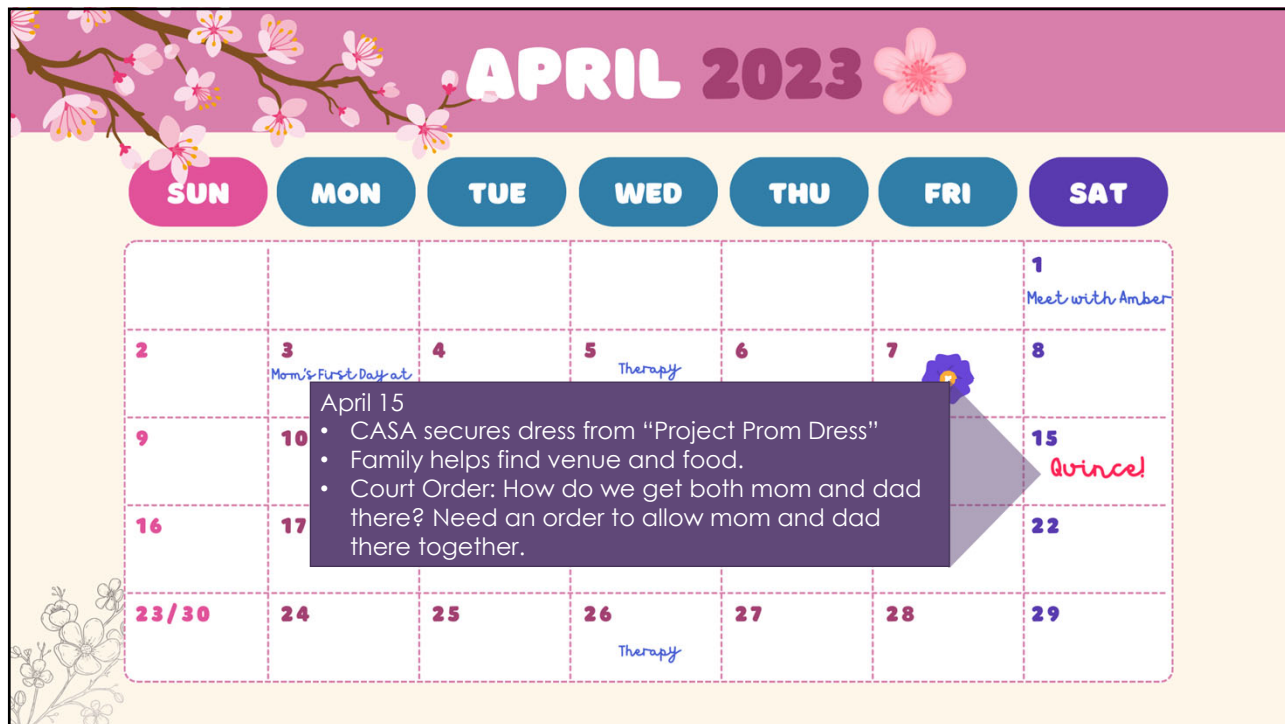 APRIL 2023
SUN MON TUE WED THU FRI SAT
1
Meet with Amber
2 3 4 5 6 7 8
Mom's First Day at
Therapy
April 15
• CASA secures dress from “Project Prom Dress”
• Family helps find venue and food.
• Court Order: How do we get both mom and dad
there? Need an order to allow mom and dad
there together.
9 10 15
Quince!
16 17 22
23/30 24 25 26 27 28 29
Therapy